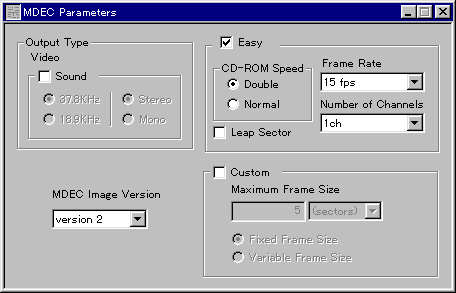 MDEC Parameters
Output Type
Video
Sound
37.8KHz
Stereo
18.9KHz
Mono
Easy
CD-ROM Speed
Double
Normal
Leap Sector
Frame Rate
15 fps
Number of Channels
1ch
MDEC Image Version
version 2
Custom
Maximum Frame Size
5 (sectors)
Fixed Frame Size
Variable Frame Size